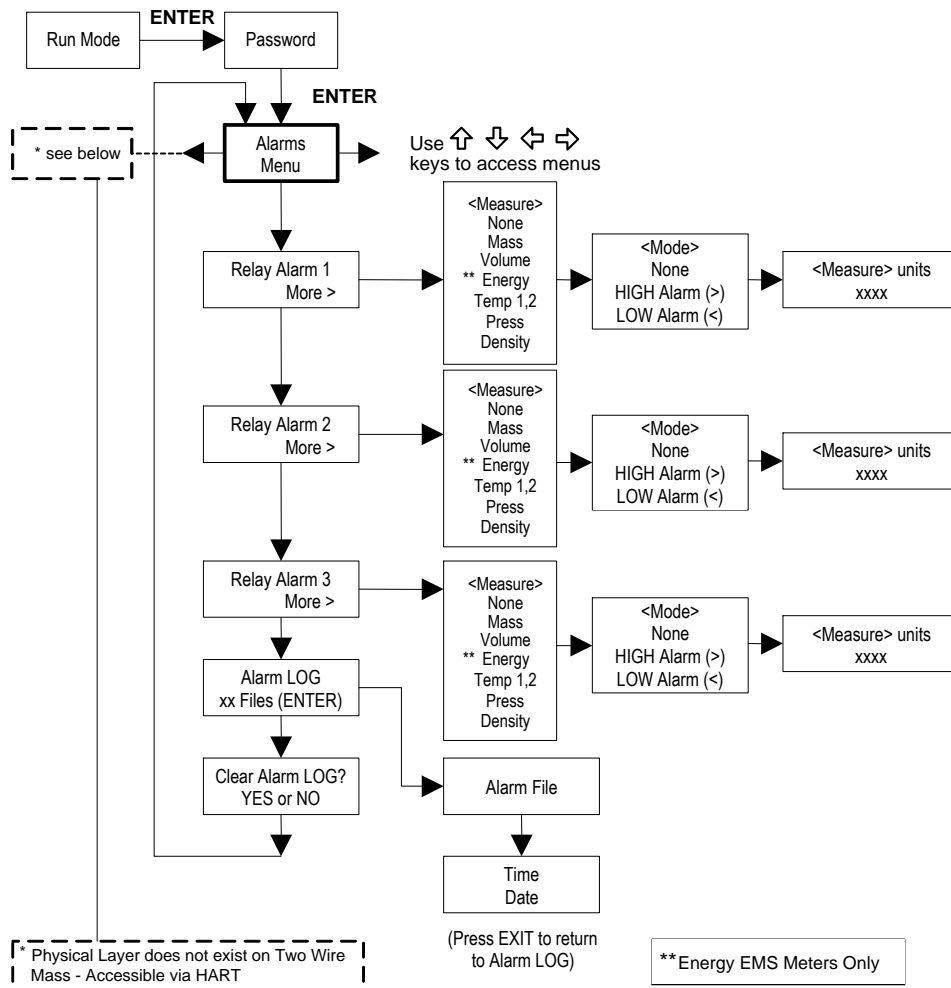 ENTER
Run Mode
Password
ENTER
* see below
Alarms
Menu
Use
keys to access menus
Relay Alarm 1
More >
<Measure>
None
Mass
Volume
** Energy
Temp 1,2
Press
Density
<Mode>
None
HIGH Alarm (>)
LOW Alarm (<)
<Measure> units
xxxx
Relay Alarm 2
More >
<Measure>
None
Mass
Volume
** Energy
Temp 1,2
Press
Density
<Mode>
None
HIGH Alarm (>)
LOW Alarm (<)
<Measure> units
xxxx
Relay Alarm 3
More >
<Measure>
None
Mass
Volume
** Energy
Temp 1,2
Press
Density
<Mode>
None
HIGH Alarm (>)
LOW Alarm (<)
<Measure> units
xxxx
Alarm LOG
xx Files (ENTER)
Clear Alarm LOG?
YES or NO
Alarm File
Time
Date
(Press EXIT to return
to Alarm LOG)
* Physical Layer does not exist on Two Wire
Mass - Accessible via HART
**Energy EMS Meters Only